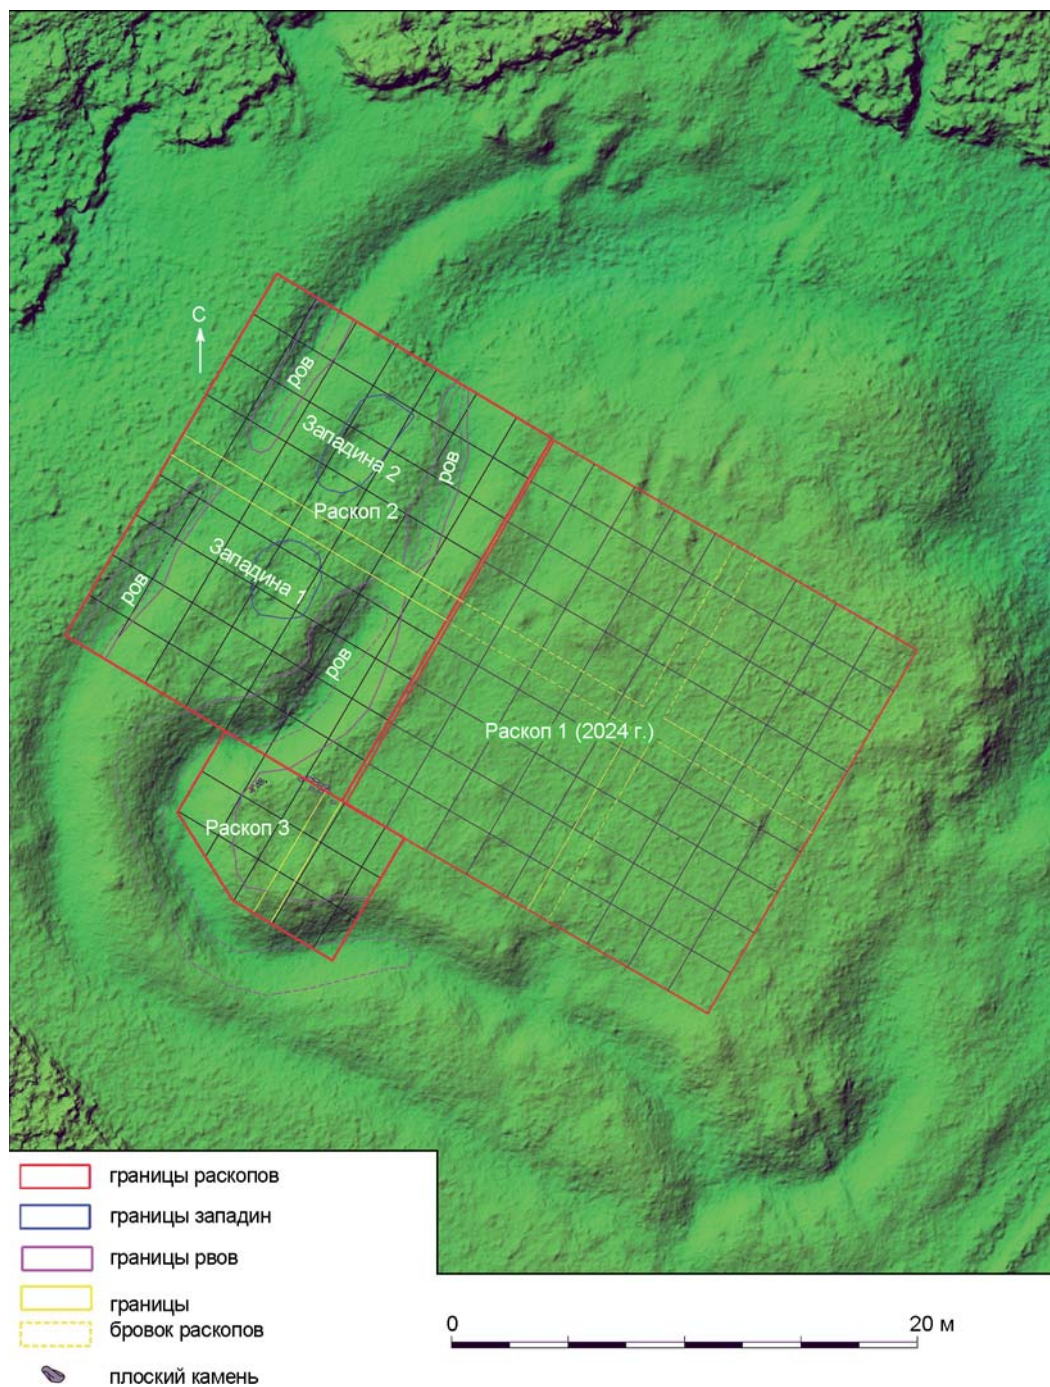 С
ров
Западина 2
ров
Раскоп 2
Западина 1
ров
ров
Раскоп 1 (2024 г.)
Раскоп 3
границы раскопов
границы западин
границы рвов
границы
бровок раскопов
плоский камень
0
20 м